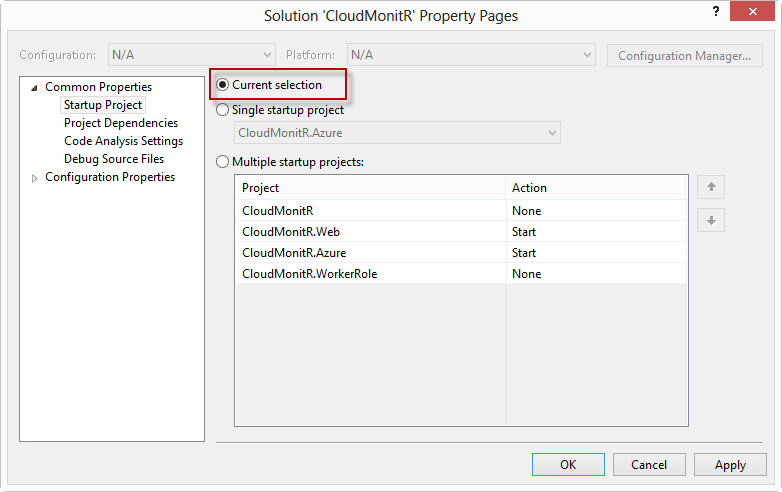 Solution 'CloudMonitR' Property Pages
?
Configuration: N/A Platform: N/A Configuration Manager...
Common Properties
Startup Project
Project Dependencies
Code Analysis Settings
Debug Source Files
Configuration Properties
Current selection
Single startup project
CloudMonitR.Azure
Multiple startup projects:
Project Action
CloudMonitR None
CloudMonitR.Web Start
CloudMonitR.Azure Start
CloudMonitR.WorkerRole None
OK Cancel Apply